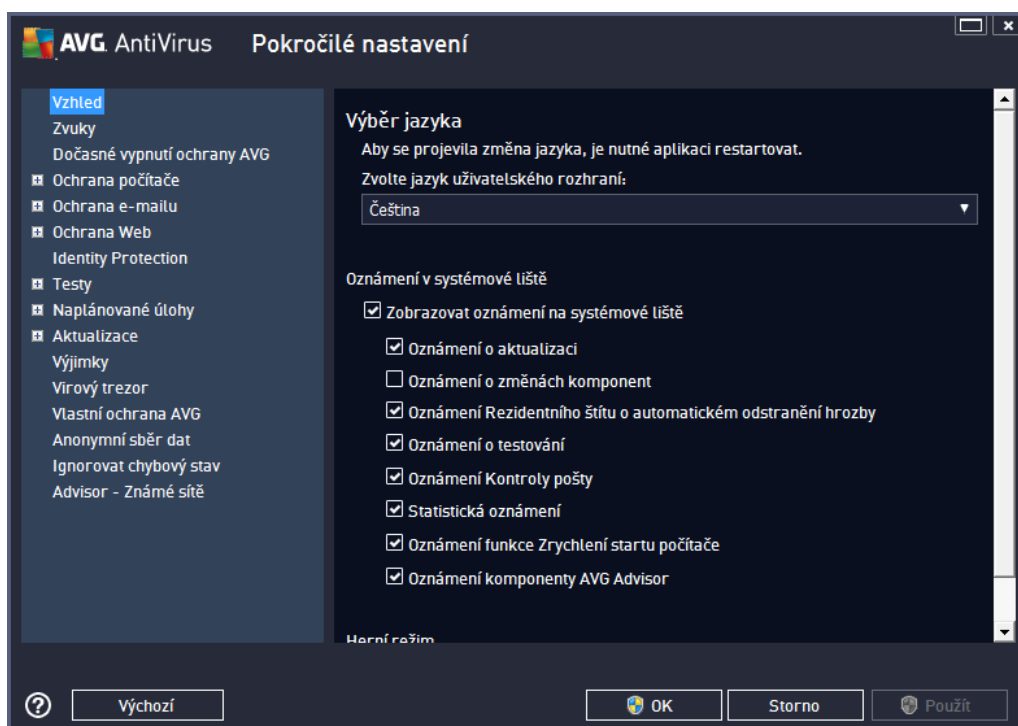 AVG AntiVirus Pokročilé nastavení
Vzhled
Zvuky
Dočasné vypnutí ochrany AVG
Ochrana počítače
Ochrana e-mailu
Ochrana Web
Identity Protection
Testy
Naplánované úlohy
Aktualizace
Výjimky
Virový trezor
Vlastní ochrana AVG
Anonymní sběr dat
Ignorovat chybový stav
Advisor - Známé sítě
Výběr jazyka
Aby se projevila změna jazyka, je nutné aplikaci restartovat.
Zvolte jazyk uživatelského rozhraní:
Čeština
Oznámení v systémové liště
Zobrazovat oznámení na systémové liště
Oznámení o aktualizaci
Oznámení o změnách komponent
Oznámení Rezidentního štítu o automatickém odstranění hrozby
Oznámení o testování
Oznámení Kontroly pošty
Statistická oznámení
Oznámení funkce Zrychlení startu počítače
Oznámení komponenty AVG Advisor
Herní režim
Výchozí
OK
Storno
Použít